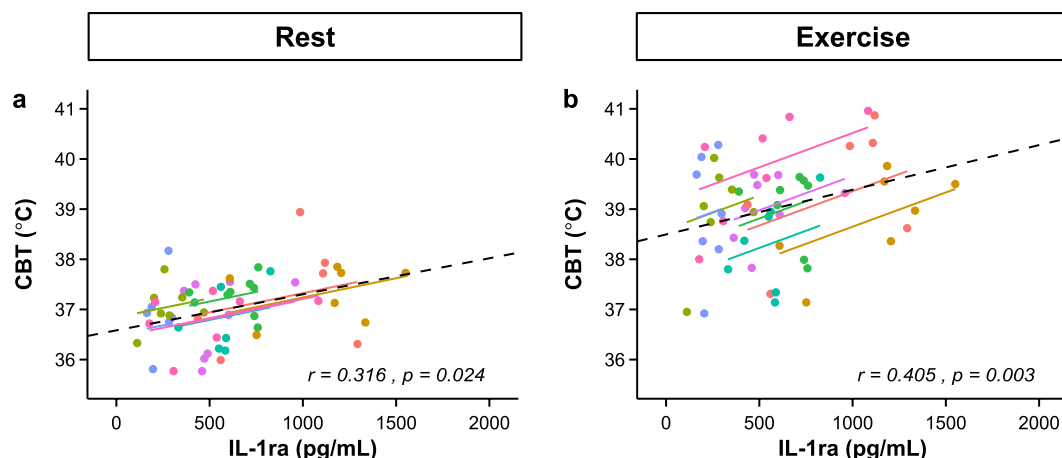 Rest
Exercise
a
b
CBT (°C)
41
40
39
38
37
36
r = 0.316 , p = 0.024
0
500
1000
1500
2000
IL-1ra (pg/mL)
CBT (°C)
41
40
39
38
37
36
r = 0.405 , p = 0.003
0
500
1000
1500
2000
IL-1ra (pg/mL)